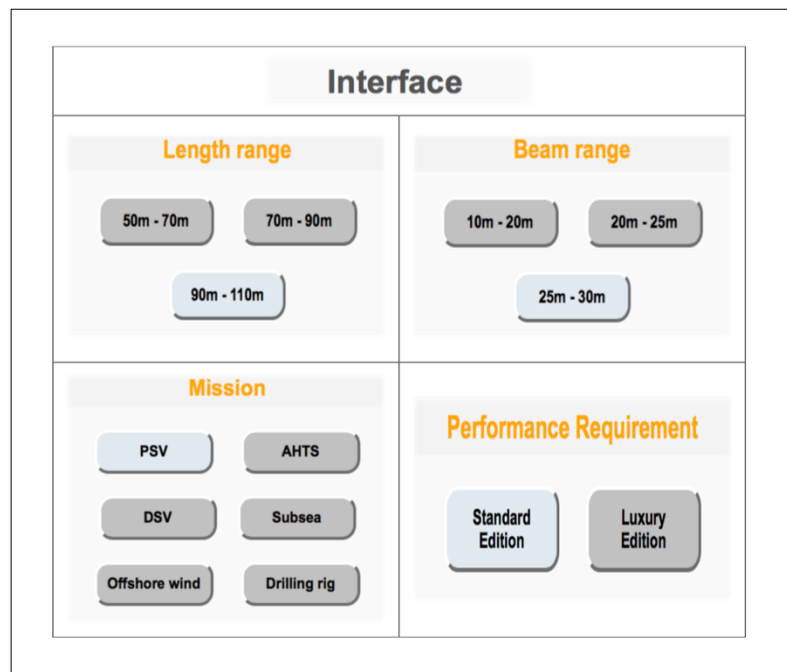 Interface
Length range
50m - 70m
70m - 90m
90m - 110m
Beam range
10m - 20m
20m - 25m
25m - 30m
Mission
PSV
AHTS
DSV
Subsea
Offshore wind
Drilling rig
Performance Requirement
Standard
Edition
Luxury
Edition